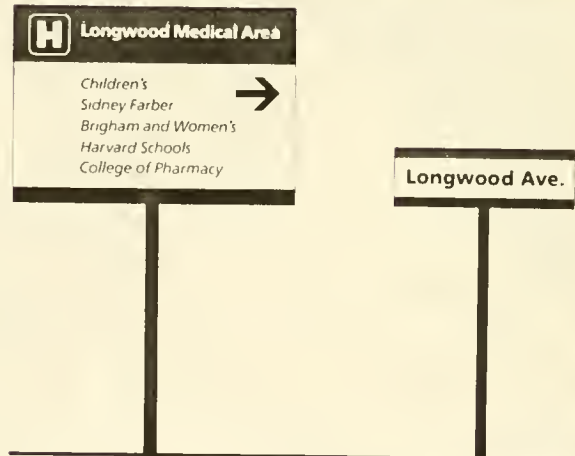 H Longwood Medical Area
Children's
Sidney Farber
Brigham and Women's
Harvard Schools
College of Pharmacy
Longwood Ave.